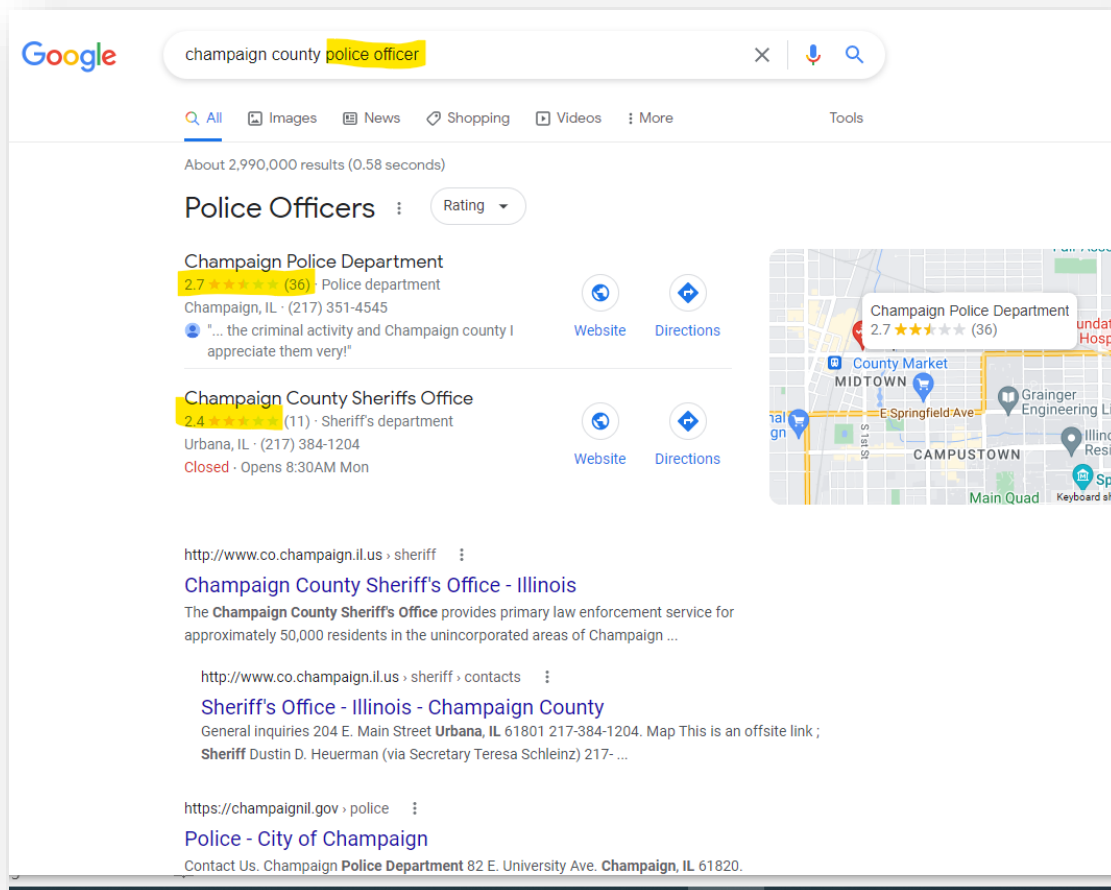 Google
champaign county police officer
All Images News Shopping Videos More Tools
About 2,990,000 results (0.58 seconds)
Police Officers Rating
Champaign Police Department
2.7 (36) · Police department
Champaign, IL · (217) 351-4545
"... the criminal activity and Champaign county I
appreciate them very!"
Website Directions
Champaign County Sheriffs Office
2.4 (11) · Sheriff's department
Urbana, IL · (217) 384-1204
Closed · Opens 8:30AM Mon
Website Directions
Champaign Police Department
2.7 (36)
County Market
MIDTOWN
Grainger
E Springfield Ave
S 1st St
CAMPUSTOWN
Main Quad
http://www.co.champaign.il.us › sheriff
Champaign County Sheriff's Office - Illinois
The Champaign County Sheriff's Office provides primary law enforcement service for
approximately 50,000 residents in the unincorporated areas of Champaign ...
http://www.co.champaign.il.us › sheriff › contacts
Sheriff's Office - Illinois - Champaign County
General inquiries 204 E. Main Street Urbana, IL 61801 217-384-1204. Map This is an offsite link ;
Sheriff Dustin D. Heuerman (via Secretary Teresa Schleinz) 217- ...
https://champaignil.gov › police
Police - City of Champaign
Contact Us. Champaign Police Department 82 E. University Ave. Champaign, IL 61820.